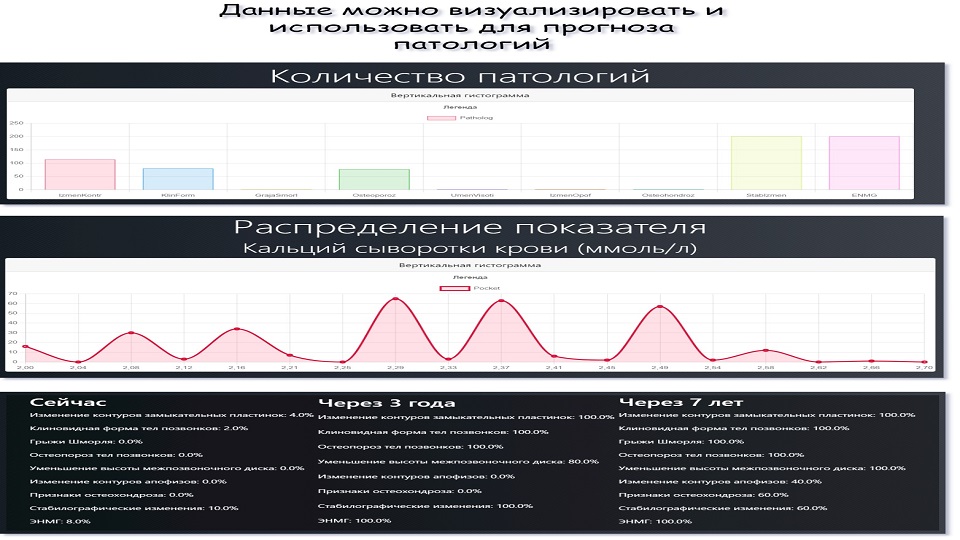 Данные можно визуализировать и
использовать для прогноза
патологий
Количество патологий
Вертикальная гистограмма
Легенда
Patholog
250
200
150
100
50
0
IzmenKontr KlinForm GrajaSmorl Osteoporoz UmsenVisoti IzmenOpof Osteohondroz StabIzmen ENMG
Распределение показателя
Кальций сыворотки крови (ммоль/л)
Вертикальная гистограмма
Легенда
Pocket
70
60
50
40
30
20
10
0
2,00 2,04 2,08 2,12 2,16 2,21 2,25 2,29 2,33 2,37 2,41 2,45 2,49 2,54 2,58 2,62 2,66 2,70
Сейчас
Изменение контуров замыкательных пластинок: 4.0%
Клиновидная форма тел позвонков: 2.0%
Грыжи Шморля: 0.0%
Остеопороз тел позвонков: 0.0%
Уменьшение высоты межпозвоночного диска: 0.0%
Изменение контуров апофизов: 0.0%
Признаки остеохондроза: 0.0%
Стабилографические изменения: 10.0%
ЭНМГ: 8.0%
Через 3 года
Изменение контуров замыкательных пластинок: 100.0%
Клиновидная форма тел позвонков: 100.0%
Остеопороз тел позвонков: 100.0%
Уменьшение высоты межпозвоночного диска: 80.0%
Изменение контуров апофизов: 0.0%
Признаки остеохондроза: 0.0%
Стабилографические изменения: 100.0%
ЭНМГ: 100.0%
Через 7 лет
Изменение контуров замыкательных пластинок: 100.0%
Клиновидная форма тел позвонков: 100.0%
Грыжи Шморля: 100.0%
Остеопороз тел позвонков: 100.0%
Уменьшение высоты межпозвоночного диска: 100.0%
Изменение контуров апофизов: 40.0%
Признаки остеохондроза: 60.0%
Стабилографические изменения: 60.0%
ЭНМГ: 100.0%